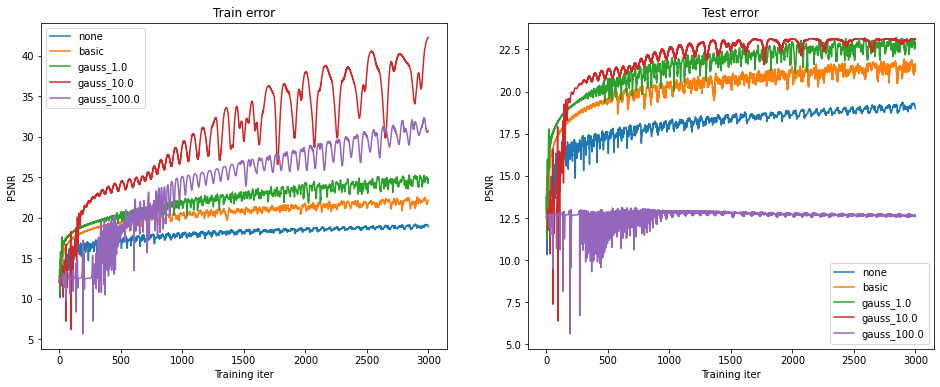 Train error
PSNR
40
35
30
25
20
15
10
5
none
basic
gauss_1.0
gauss_10.0
gauss_100.0
0
500
1000
1500
2000
2500
3000
Training iter
Test error
PSNR
22.5
20.0
17.5
15.0
12.5
10.0
7.5
5.0
none
basic
gauss_1.0
gauss_10.0
gauss_100.0
0
500
1000
1500
2000
2500
3000
Training iter